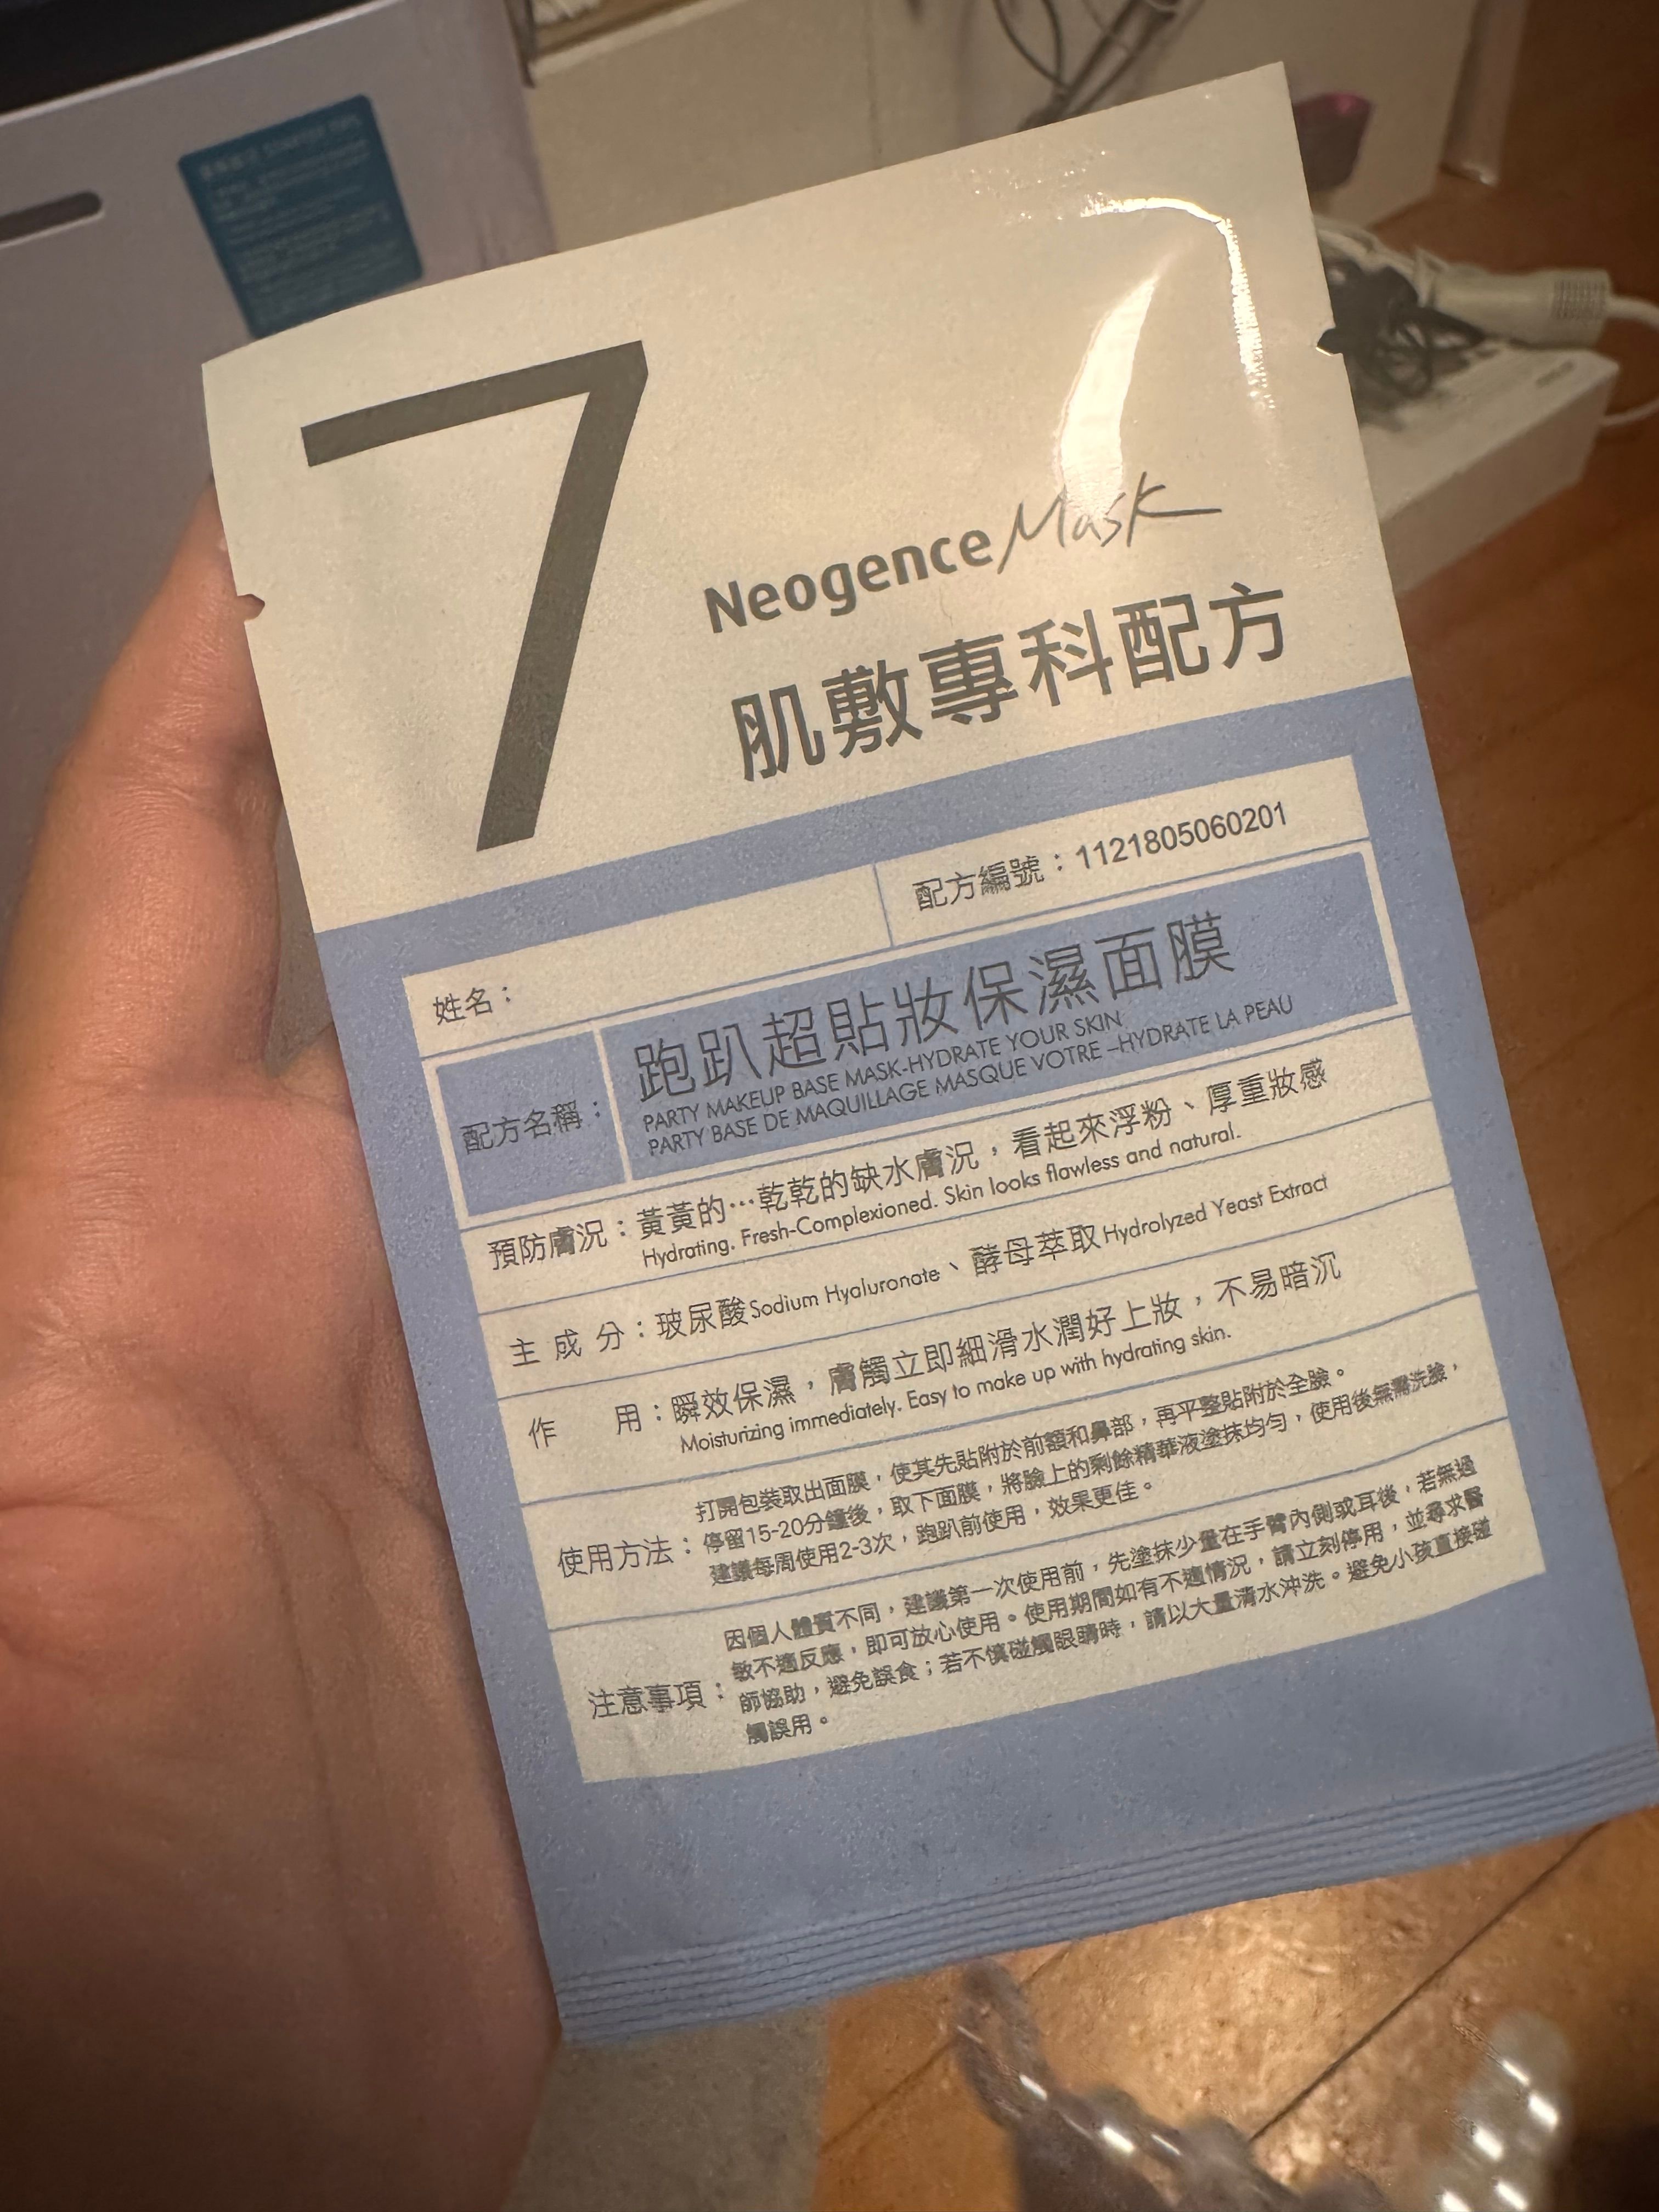 7
Neogence Mask
肌敷專科配方
姓名：
配方編號：1121805060201
配方名稱：
跑趴超貼妝保濕面膜
PARTY MAKEUP BASE MASK-HYDRATE YOUR SKIN
PARTY BASE DE MAQUILLAGE MASQUE VOTRE –HYDRATE LA PEAU
預防膚況：黃黃的…乾乾的缺水膚況，看起來浮粉、厚重妝感
Hydrating. Fresh-Complexioned. Skin looks flawless and natural.
主 成 分：玻尿酸Sodium Hyaluronate、酵母萃取Hydrolyzed Yeast Extract
作 用：瞬效保濕，膚觸立即細滑水潤好上妝，不易暗沉
Moisturizing immediately. Easy to make up with hydrating skin.
使用方法：
打開包裝取出面膜，使其先貼附於前額和鼻部，再平整貼附於全臉。
停留15-20分鐘後，取下面膜，將臉上的剩餘精華液塗抹均勻，使用後無需洗臉，
建議每周使用2-3次，跑趴前使用，效果更佳。
注意事項：
因個人體質不同，建議第一次使用前，先塗抹少量在手臂內側或耳後，若無過
敏不適反應，即可放心使用。使用期間如有不適情況，請立刻停用，並尋求醫
師協助，避免誤食；若不慎碰觸眼睛時，請以大量清水沖洗。避免小孩直接碰
觸誤用。